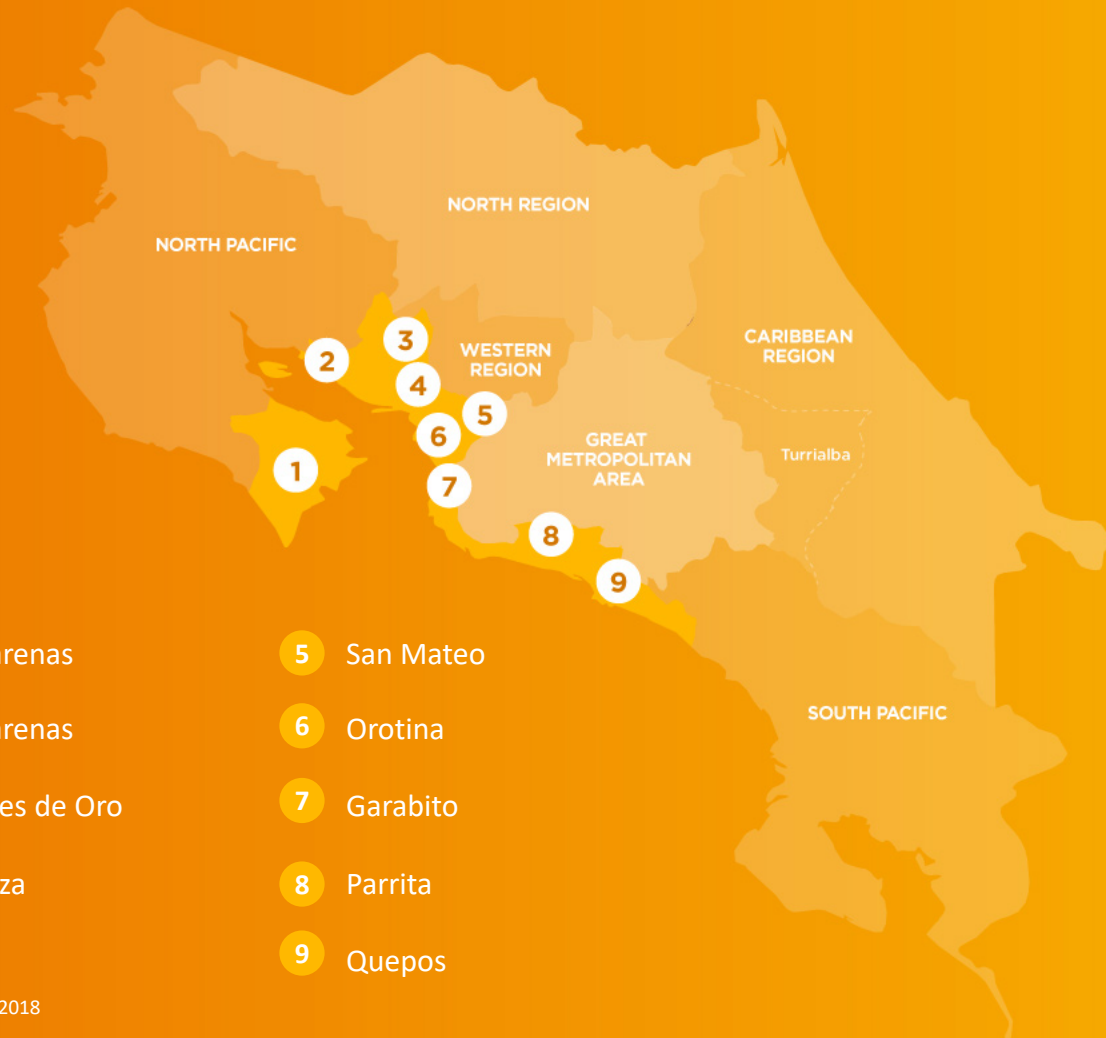 NORTH REGION
NORTH PACIFIC
CARIBBEAN
REGION
3
WESTERN
REGION
2
4
5
6
GREAT
METROPOLITAN
AREA
Turrialba
1
7
8
9
SOUTH PACIFIC
arenas
5 San Mateo
arenas
6 Orotina
es de Oro
7 Garabito
za
8 Parrita
9 Quepos
2018